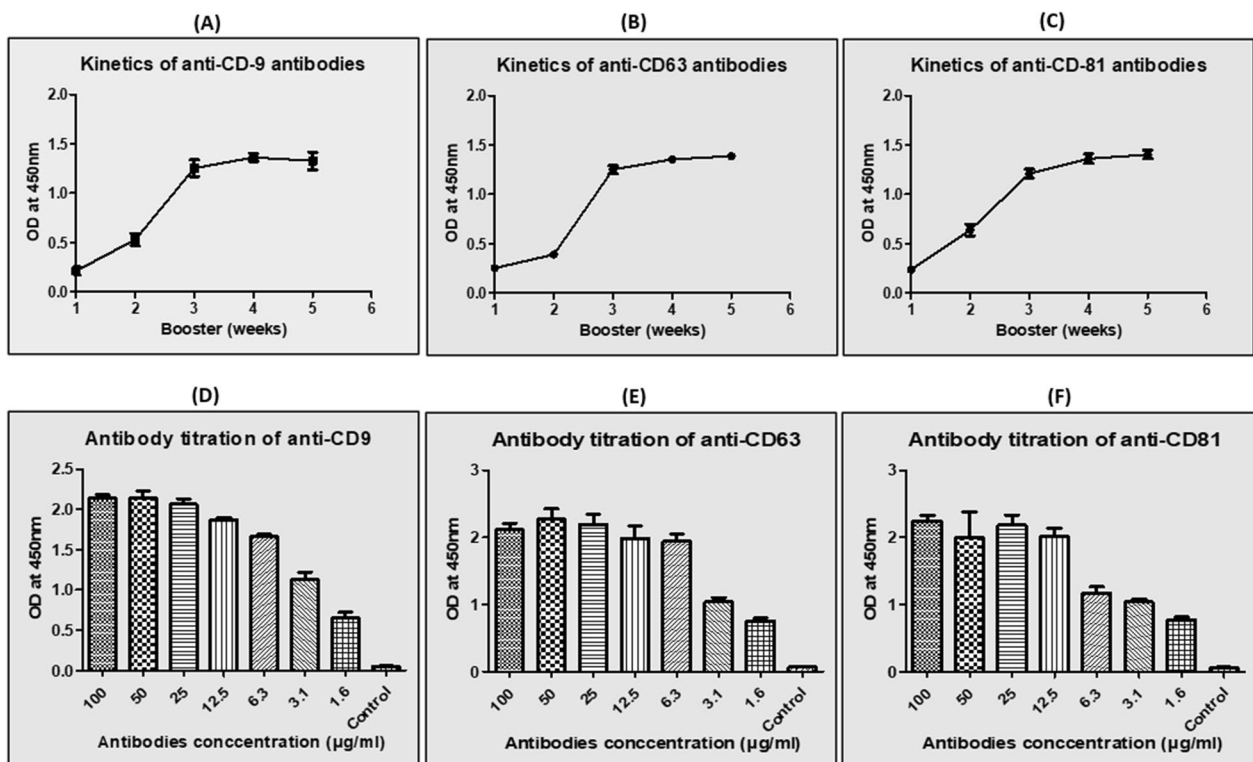 (A)
Kinetics of anti-CD-9 antibodies
OD at 450nm
2.0
1.5
1.0
0.5
0.0
1 2 3 4 5 6
Booster (weeks)
(B)
Kinetics of anti-CD63 antibodies
OD at 450nm
2.0
1.5
1.0
0.5
0.0
1 2 3 4 5 6
Booster (weeks)
(C)
Kinetics of anti-CD-81 antibodies
OD at 450nm
2.0
1.5
1.0
0.5
0.0
1 2 3 4 5 6
Booster (weeks)
(D)
Antibody titration of anti-CD9
OD at 450nm
2.5
2.0
1.5
1.0
0.5
0.0
100 50 25 12.5 6.3 3.1 1.6 Control
Antibodies conccentration (µg/ml)
(E)
Antibody titration of anti-CD63
OD at 450nm
3
2
1
0
100 50 25 12.5 6.3 3.1 1.6 Control
Antibodies conccentration (µg/ml)
(F)
Antibody titration of anti-CD81
OD at 450nm
3
2
1
0
100 50 25 12.5 6.3 3.1 1.6 Control
Antibodies conccentration (µg/ml)